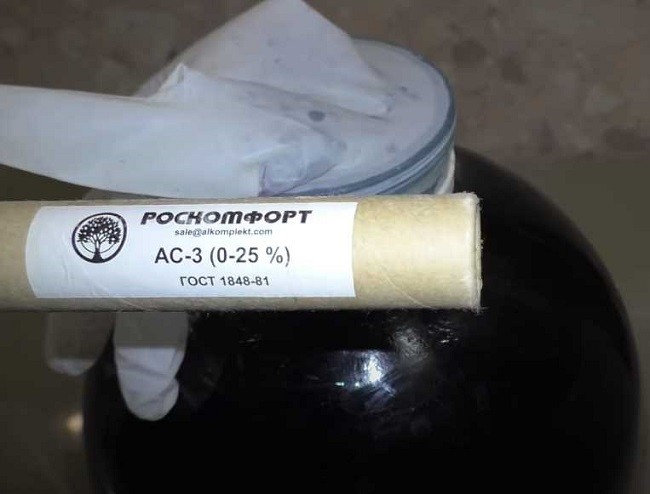 РОСКОМФОРТ
sale@alkomplekt.com
АС-3 (0-25 %)
ГОСТ 1848-81